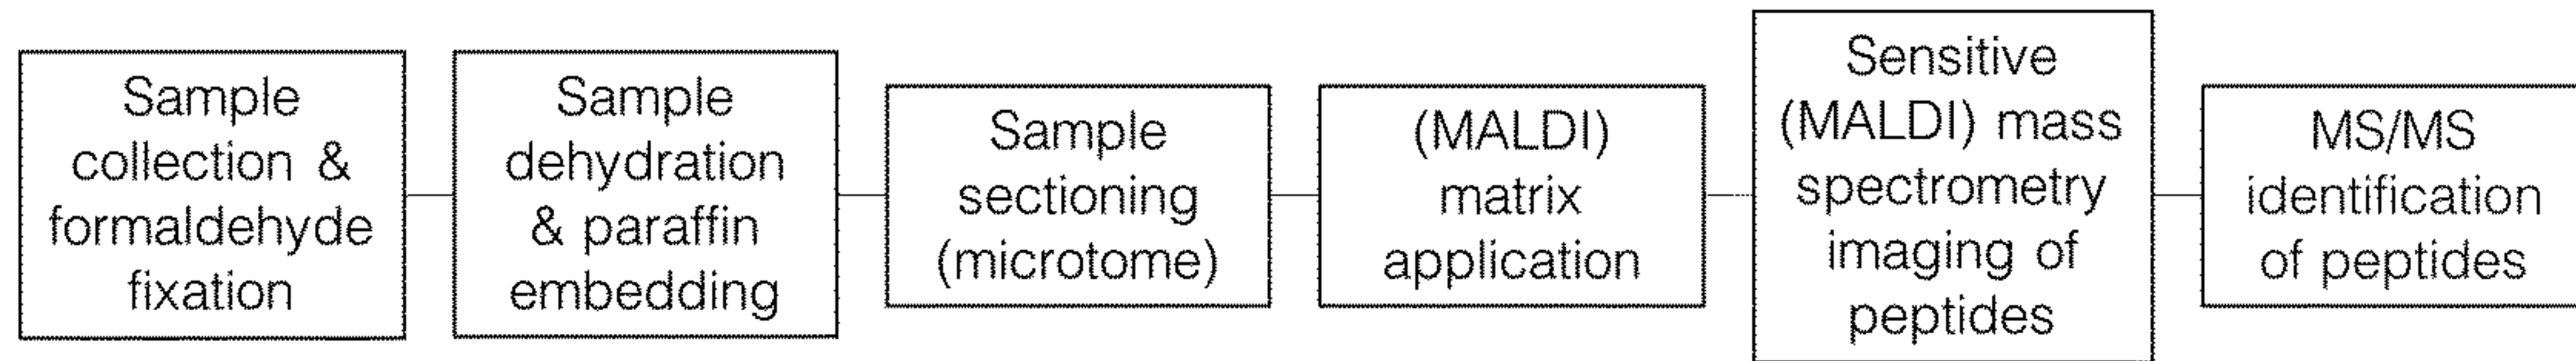 Sample
collection &
formaldehyde
fixation
Sample
dehydration
& paraffin
embedding
Sample
sectioning
(microtome)
(MALDI)
matrix
application
Sensitive
(MALDI) mass
spectrometry
imaging of
peptides
MS/MS
identification
of peptides